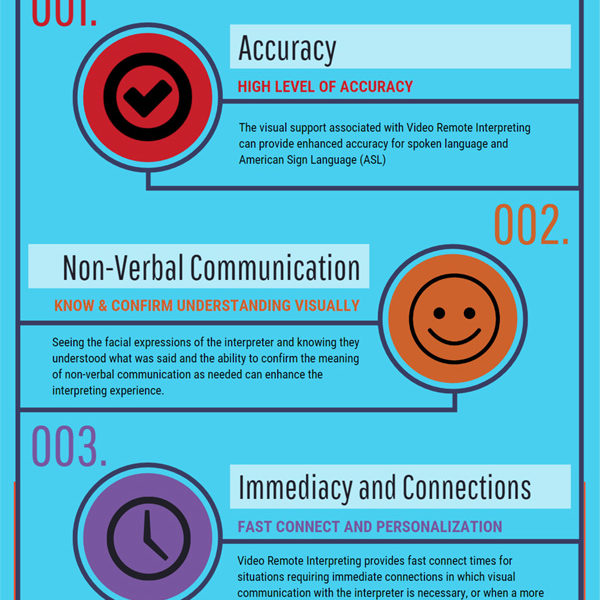 001.
Accuracy
HIGH LEVEL OF ACCURACY
The visual support associated with Video Remote Interpreting
can provide enhanced accuracy for spoken language and
American Sign Language (ASL)
002.
Non-Verbal Communication
KNOW & CONFIRM UNDERSTANDING VISUALLY
Seeing the facial expressions of the interpreter and knowing they
understood what was said and the ability to confirm the meaning
of non-verbal communication as needed can enhance the
interpreting experience.
003.
Immediacy and Connections
FAST CONNECT AND PERSONALIZATION
Video Remote Interpreting provides fast connect times for
situations requiring immediate connections in which visual
communication with the interpreter is necessary, or when a more